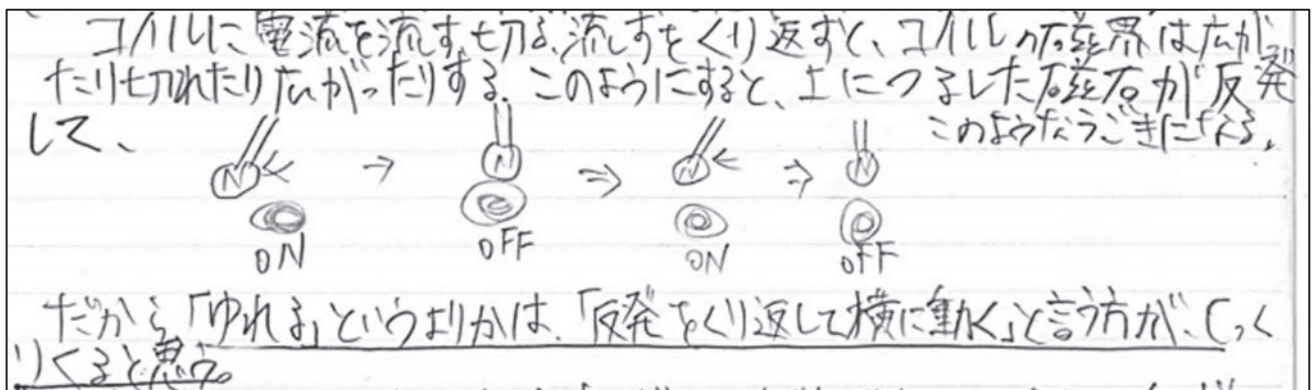 コイルに電流を流す、切る、流すをくり返すと、コイルの磁界は広が
たり切れたり広がったりする。このようにすると、上につるした磁石が反発
して、
このようなうごきになる。
N → N ⇒ N ⇒ N
ON OFF ON OFF
だから「ゆれる」というよりかは、「反発をくり返して横に動く」と言う方が、しっく
りくると思う。